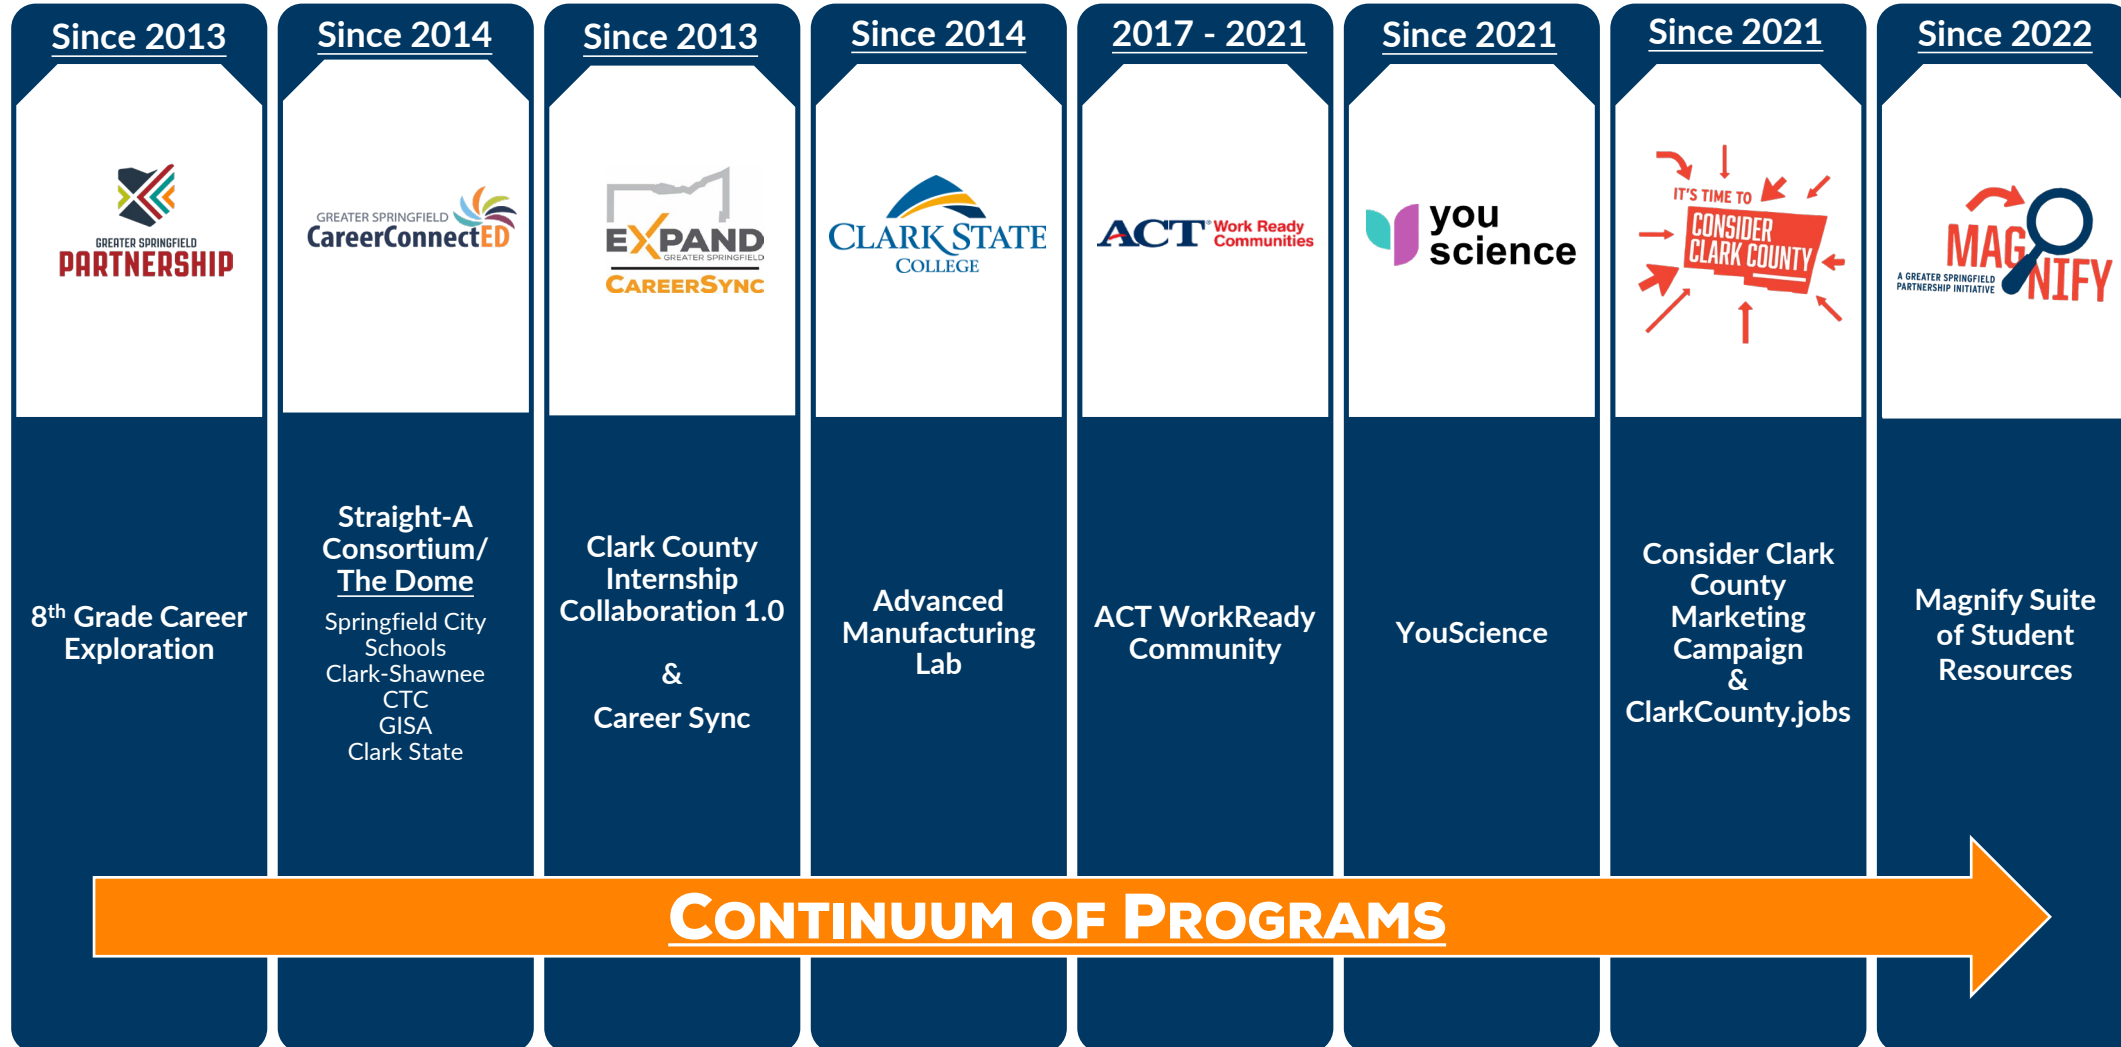 Since 2013
GREATER SPRINGFIELD
PARTNERSHIP
8th Grade Career
Exploration
Since 2014
GREATER SPRINGFIELD
CareerConnectED
Straight-A
Consortium/
The Dome
Springfield City
Schools
Clark-Shawnee
CTC
GISA
Clark State
Since 2013
EXPAND
GREATER SPRINGFIELD
CAREERSYNC
Clark County
Internship
Collaboration 1.0
&
Career Sync
Since 2014
CLARK STATE
COLLEGE
Advanced
Manufacturing
Lab
2017 - 2021
ACT® Work Ready
Communities
ACT WorkReady
Community
Since 2021
you
science
YouScience
Since 2021
IT'S TIME TO
CONSIDER
CLARK COUNTY
Consider Clark
County
Marketing
Campaign
&
ClarkCounty.jobs
Since 2022
MAGNIFY
A GREATER SPRINGFIELD
PARTNERSHIP INITIATIVE
Magnify Suite
of Student
Resources
CONTINUUM OF PROGRAMS